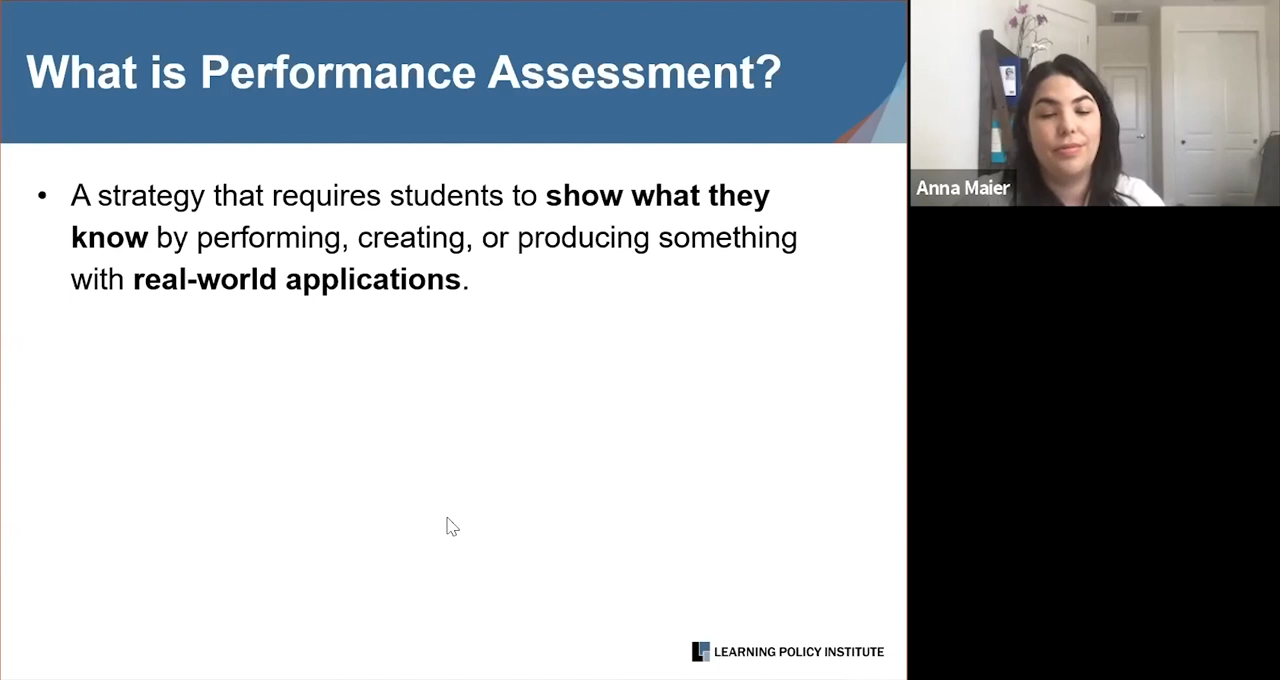 What is Performance Assessment?
• A strategy that requires students to show what they
know by performing, creating, or producing something
with real-world applications.
LEARNING POLICY INSTITUTE
Anna Maier